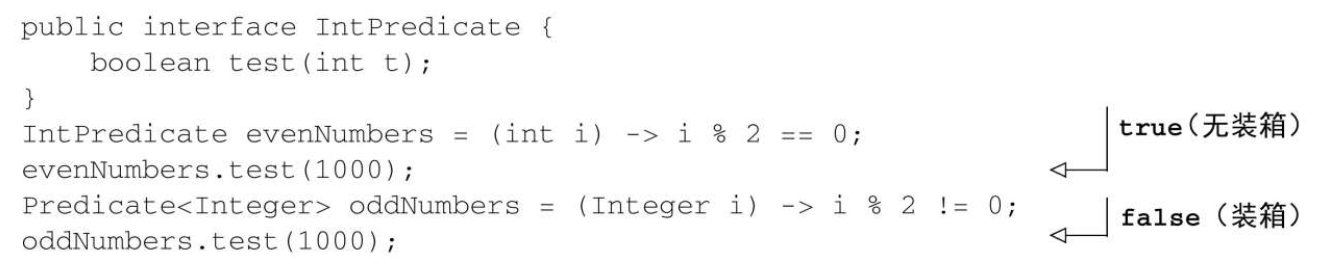 public interface IntPredicate {
    boolean test(int t);
}
IntPredicate evenNumbers = (int i) -> i % 2 == 0;
true(无装箱)
evenNumbers.test(1000);
Predicate<Integer> oddNumbers = (Integer i) -> i % 2 != 0;
false (装箱)
oddNumbers.test(1000);